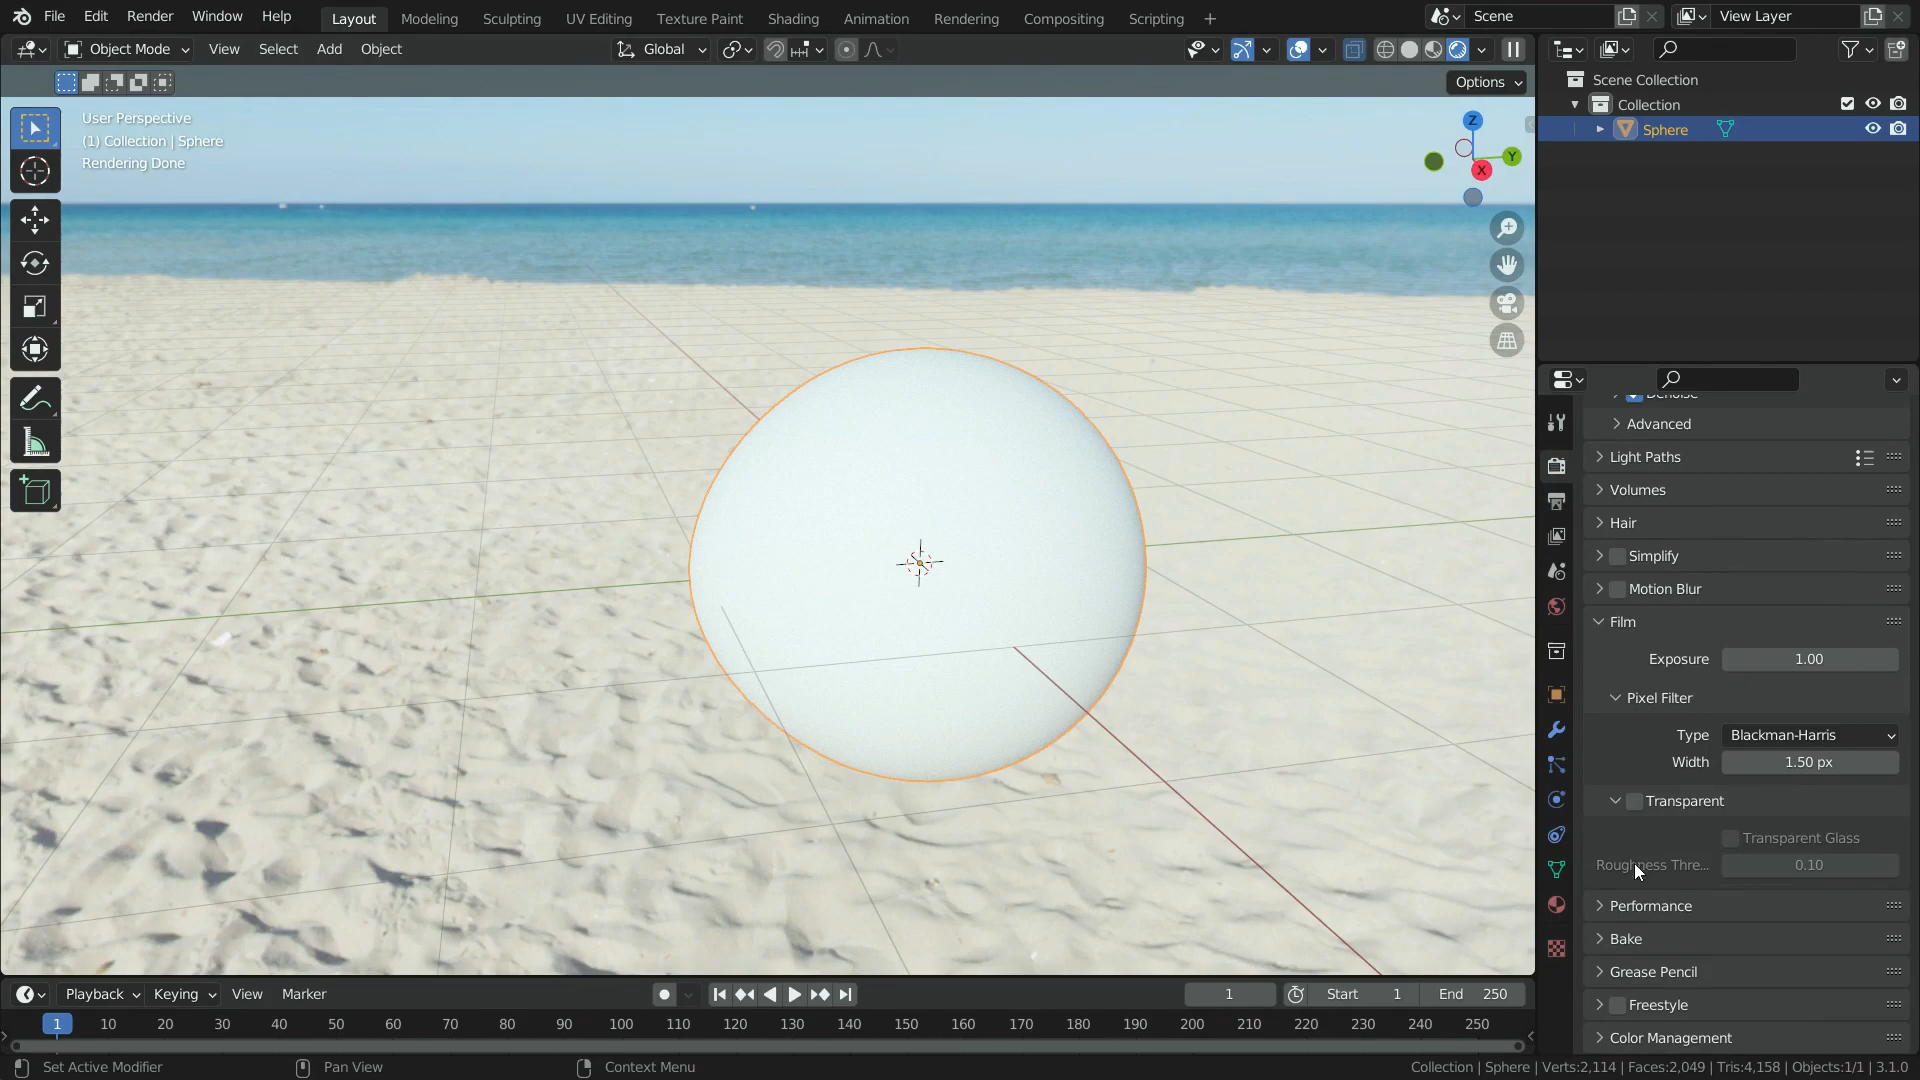 File Edit Render Window Help Layout Modeling Sculpting UV Editing Texture Paint Shading Animation Rendering Compositing Scripting Scene View Layer
Object Mode View Select Add Object Global
Options
User Perspective
(1) Collection | Sphere
Rendering Done
Z
Y
X
Scene Collection
Collection
Sphere
Denoise
Advanced
Light Paths
Volumes
Hair
Simplify
Motion Blur
Film
Exposure 1.00
Pixel Filter
Type Blackman-Harris
Width 1.50 px
Transparent
Transparent Glass
Roughness Thre... 0.10
Performance
Bake
Grease Pencil
Freestyle
Color Management
Playback Keying View Marker 1 Start 1 End 250
1 10 20 30 40 50 60 70 80 90 100 110 120 130 140 150 160 170 180 190 200 210 220 230 240 250
Set Active Modifier Pan View Context Menu Collection | Sphere | Verts:2,114 | Faces:2,049 | Tris:4,158 | Objects:1/1 | 3.1.0